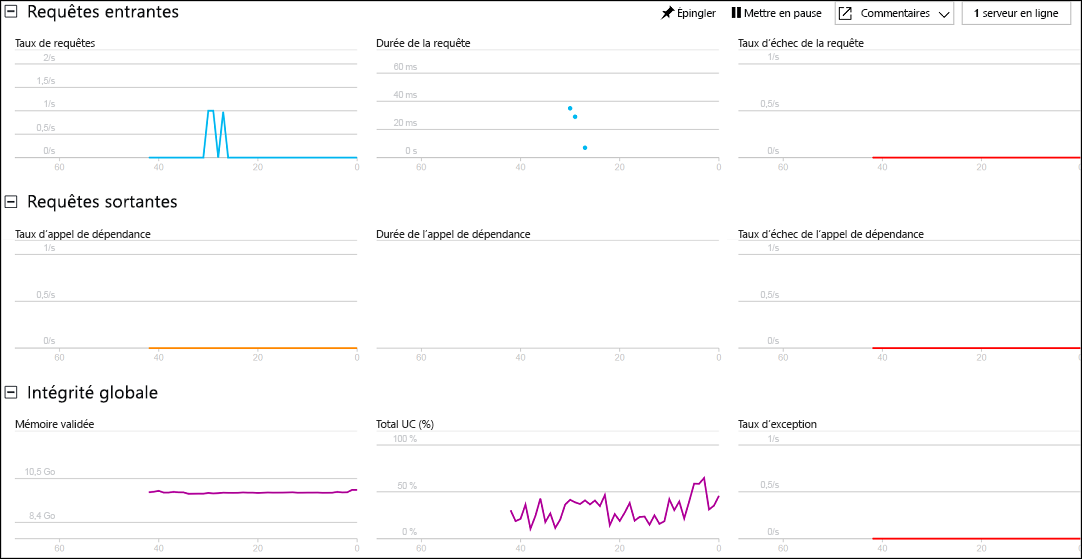 Requêtes entrantes
Épingler
Mettre en pause
Commentaires
1 serveur en ligne
Taux de requêtes
2/s
1,5/s
1/s
0,5/s
0/s
60 40 20 0
Durée de la requête
60 ms
40 ms
20 ms
0 s
60 40 20 0
Taux d'échec de la requête
1/s
0,5/s
0/s
60 40 20
Requêtes sortantes
Taux d'appel de dépendance
1/s
0,5/s
0/s
60 40 20 0
Durée de l'appel de dépendance
60 40 20 0
Taux d'échec de l'appel de dépendance
1/s
0,5/s
0/s
60 40 20
Intégrité globale
Mémoire validée
10,5 Go
8,4 Go
60 40 20 0
Total UC (%)
100 %
50 %
0 %
60 40 20 0
Taux d'exception
1/s
0,5/s
0/s
60 40 20